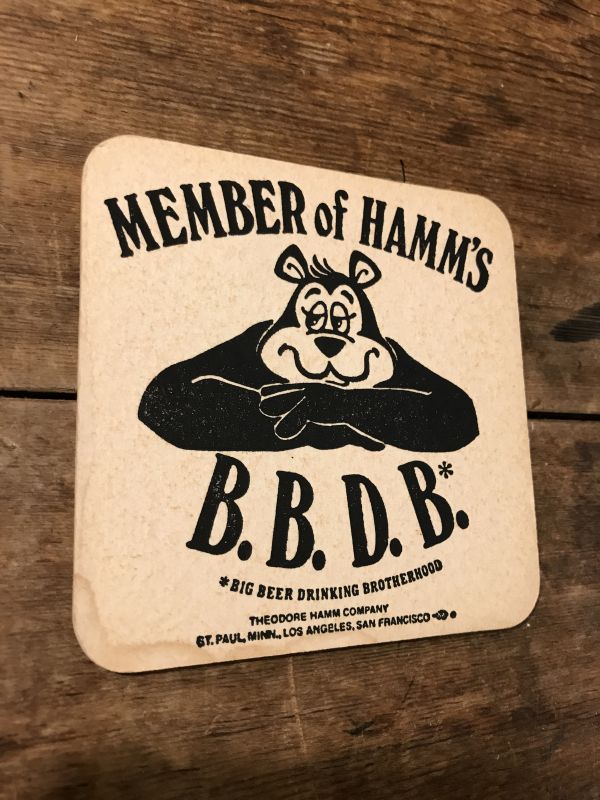 MEMBER of HAMM'S
B.B.D.B.*
*BIG BEER DRINKING BROTHERHOOD
THEODORE HAMM COMPANY
ST. PAUL, MINN., LOS ANGELES, SAN FRANCISCO